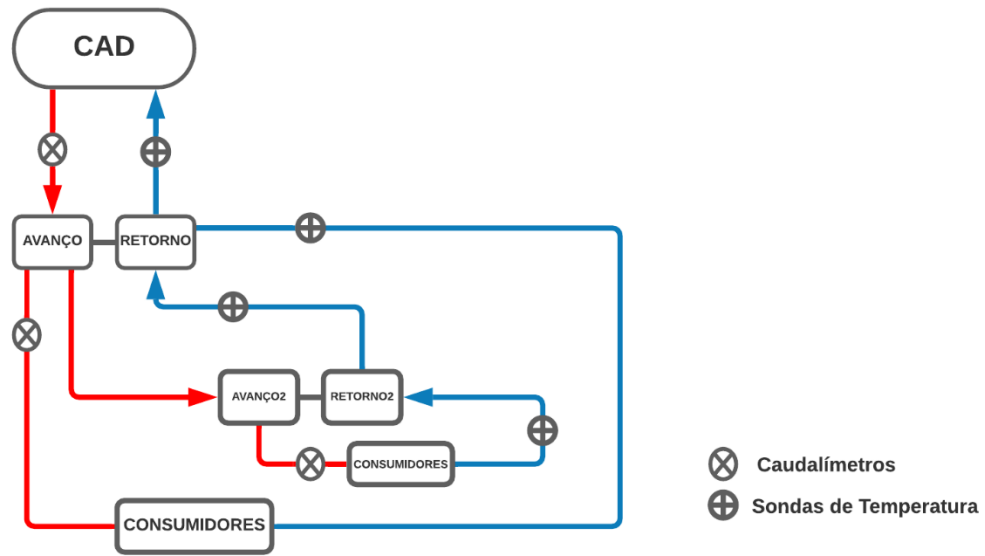 CAD
AVANÇO
RETORNO
AVANÇO2
RETORNO2
CONSUMIDORES
CONSUMIDORES
Caudalímetros
Sondas de Temperatura